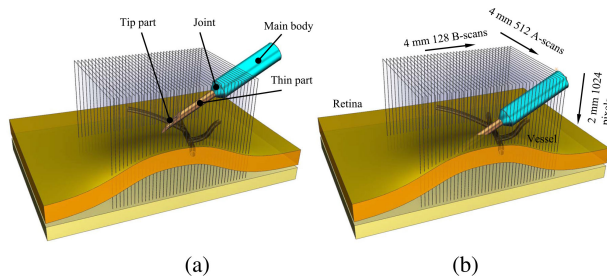 Tip part
Joint
Main body
Thin part
(a)
4 mm 128 B-scans
4 mm 512 A-scans
2 mm 1024
pixels
Retina
Vessel
(b)